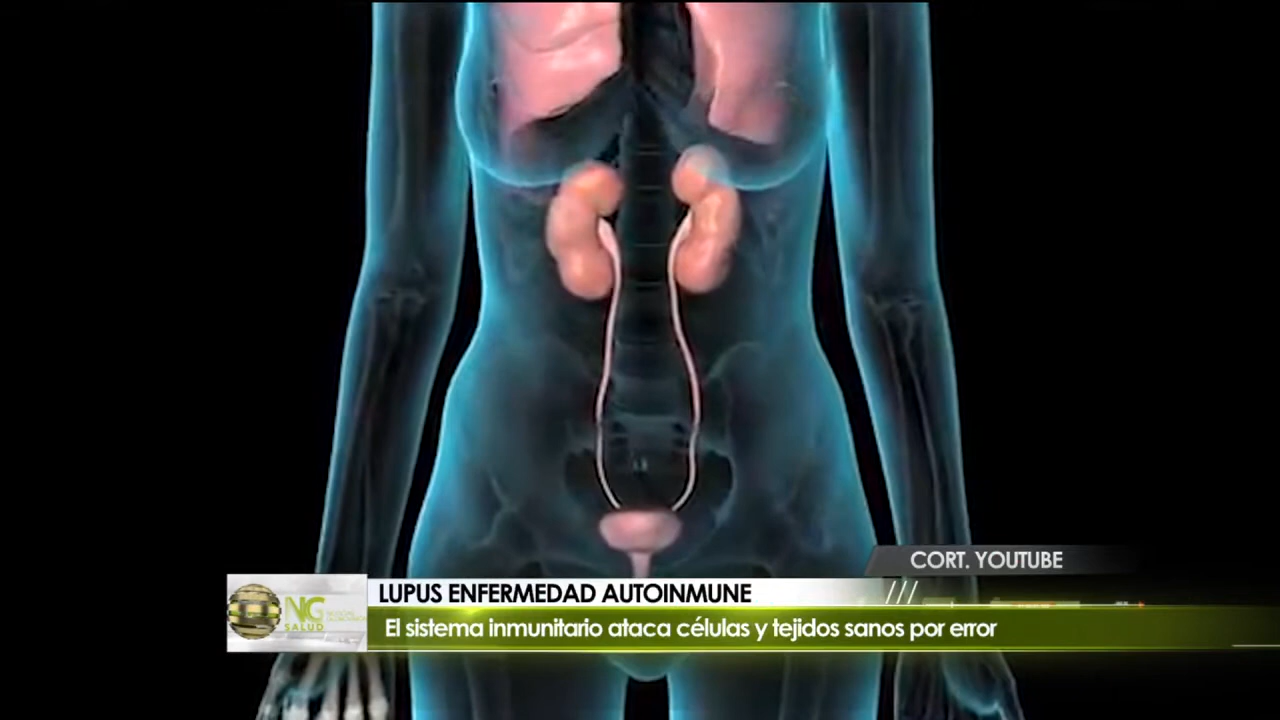 CORT. YOUTUBE
LUPUS ENFERMEDAD AUTOINMUNE
NG
SALUD
El sistema inmunitario ataca células y tejidos sanos por error